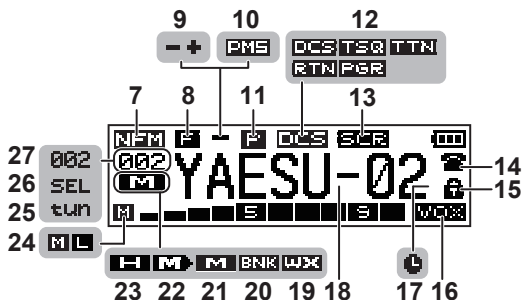 9 10 12
- + PMS DCS TSQ TTN
RTN PGR
7 8 11 13
NFM F - P DCS SCR
27 002 002 YAESU-02 14
26 SEL M 15
25 tun
24 M L M S 9 VOX
H M M BNK WX
23 22 21 20 19 18 17 16